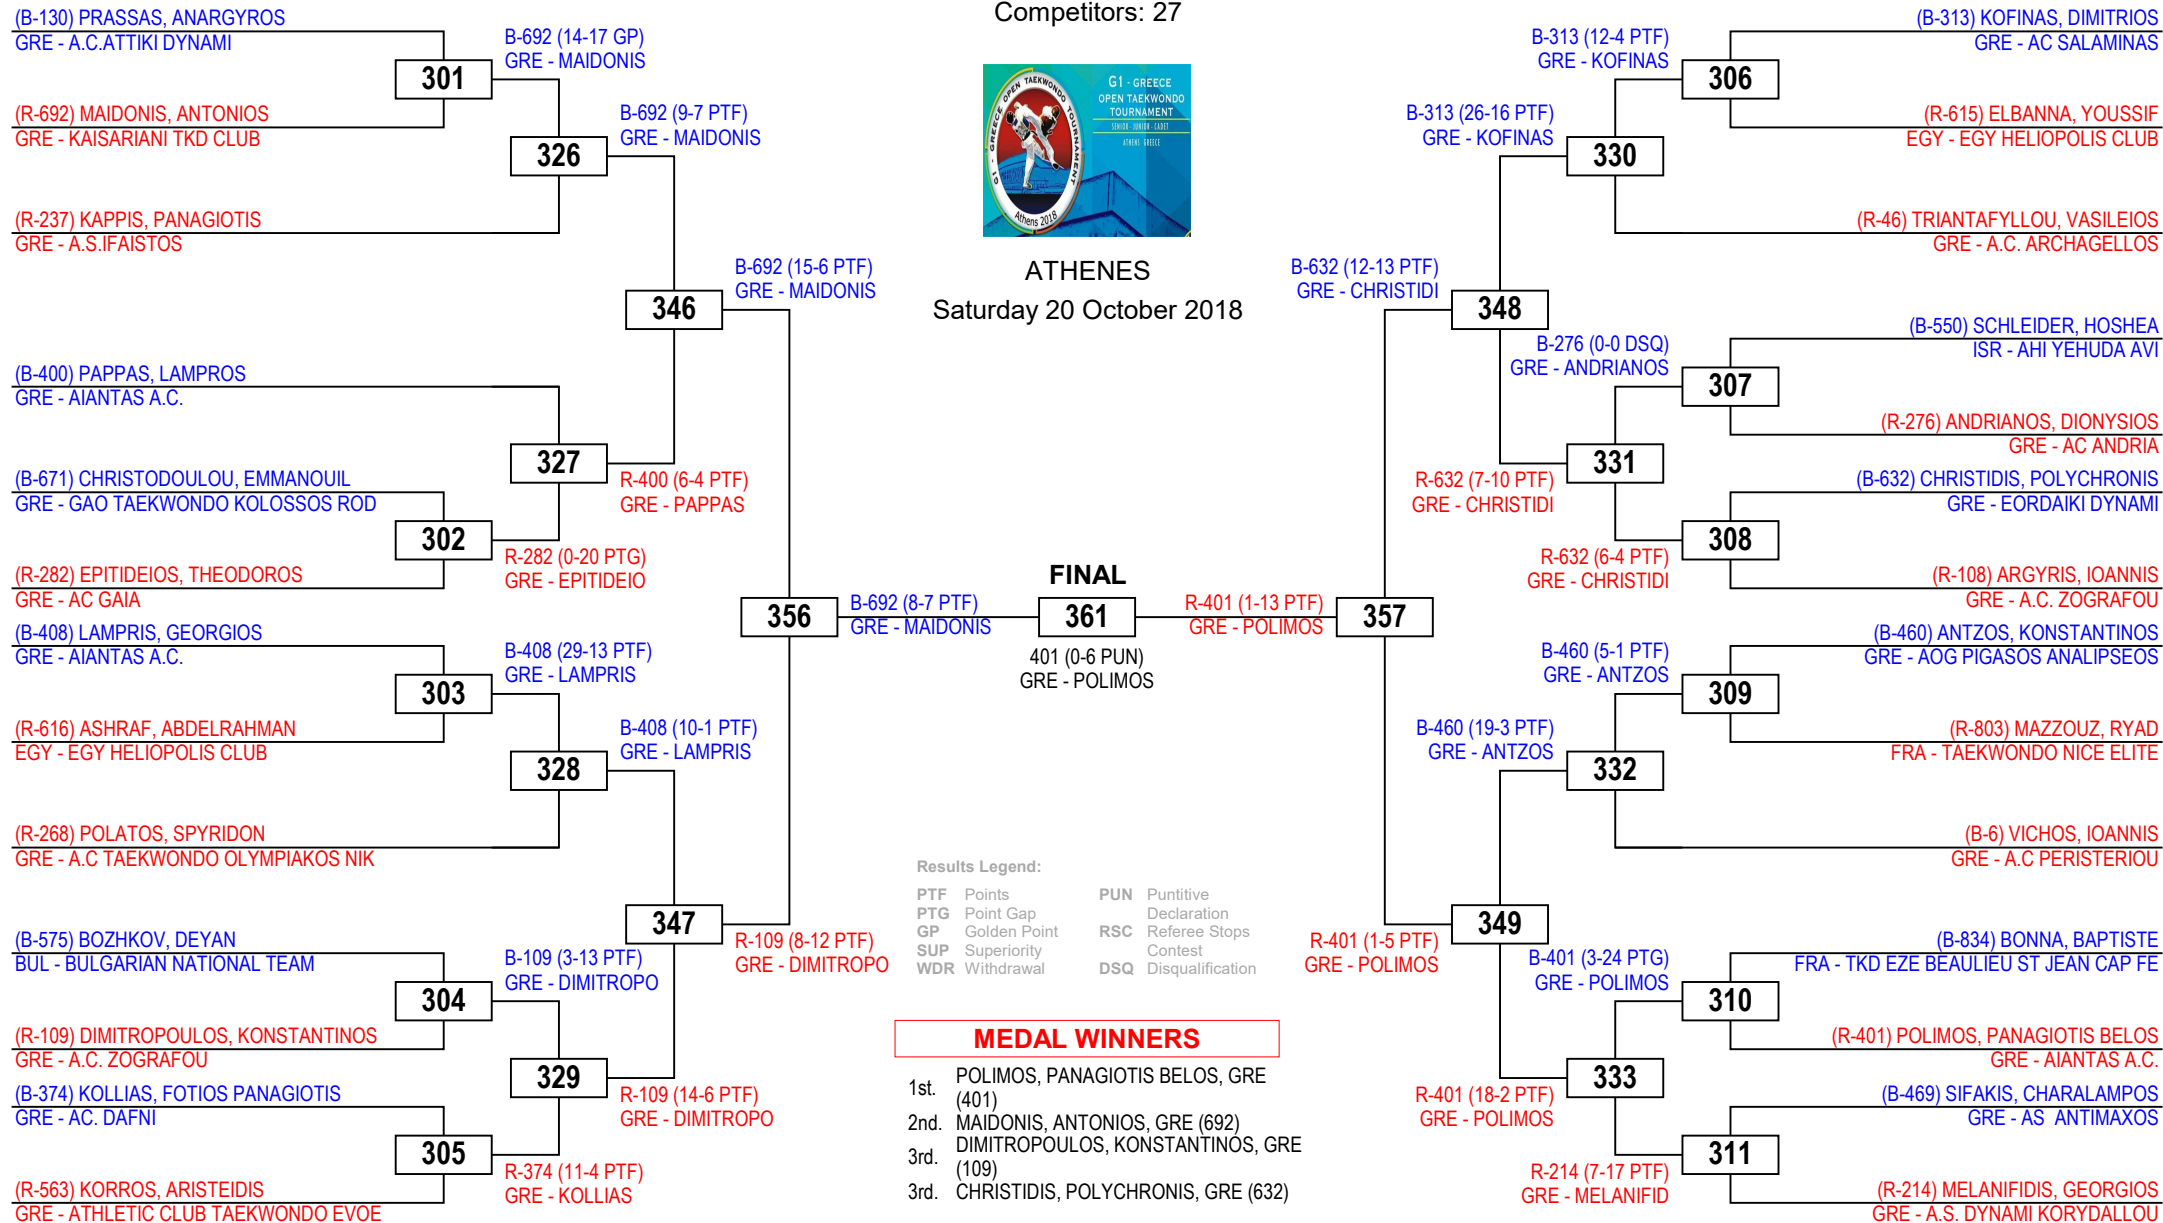 Competitors: 27
(B-130) PRASSAS, ANARGYROS
GRE - A.C.ATTIKI DYNAMI
301
(R-692) MAIDONIS, ANTONIOS
GRE - KAISARIANI TKD CLUB
B-692 (14-17 GP)
GRE - MAIDONIS
326
B-692 (9-7 PTF)
GRE - MAIDONIS
(R-237) KAPPIS, PANAGIOTIS
GRE - A.S.IFAISTOS
346
B-692 (15-6 PTF)
GRE - MAIDONIS
(B-400) PAPPAS, LAMPROS
GRE - AIANTAS A.C.
327
R-400 (6-4 PTF)
GRE - PAPPAS
(B-671) CHRISTODOULOU, EMMANOUIL
GRE - GAO TAEKWONDO KOLOSSOS ROD
302
R-282 (0-20 PTG)
GRE - EPITIDEIO
(R-282) EPITIDEIOS, THEODOROS
GRE - AC GAIA
356
B-692 (8-7 PTF)
GRE - MAIDONIS
(B-408) LAMPRIS, GEORGIOS
GRE - AIANTAS A.C.
303
B-408 (29-13 PTF)
GRE - LAMPRIS
(R-616) ASHRAF, ABDELRAHMAN
EGY - EGY HELIOPOLIS CLUB
328
B-408 (10-1 PTF)
GRE - LAMPRIS
(R-268) POLATOS, SPYRIDON
GRE - A.C TAEKWONDO OLYMPIAKOS NIK
347
R-109 (8-12 PTF)
GRE - DIMITROPO
(B-575) BOZHKOV, DEYAN
BUL - BULGARIAN NATIONAL TEAM
304
B-109 (3-13 PTF)
GRE - DIMITROPO
(R-109) DIMITROPOULOS, KONSTANTINOS
GRE - A.C. ZOGRAFOU
329
R-109 (14-6 PTF)
GRE - DIMITROPO
(B-374) KOLLIAS, FOTIOS PANAGIOTIS
GRE - AC. DAFNI
305
R-374 (11-4 PTF)
GRE - KOLLIAS
(R-563) KORROS, ARISTEIDIS
GRE - ATHLETIC CLUB TAEKWONDO EVOE
G1 - GREECE OPEN TAEKWONDO TOURNAMENT
Athens 2018
G1 - GREECE
OPEN TAEKWONDO
TOURNAMENT
SENIOR - JUNIOR - CADET
ATHENS GREECE
ATHENES
Saturday 20 October 2018
FINAL
361
401 (0-6 PUN)
GRE - POLIMOS
Results Legend:
PTF Points
PTG Point Gap
GP Golden Point
SUP Superiority
WDR Withdrawal
PUN Puntitive
Declaration
RSC Referee Stops
Contest
DSQ Disqualification
MEDAL WINNERS
1st. POLIMOS, PANAGIOTIS BELOS, GRE
(401)
2nd. MAIDONIS, ANTONIOS, GRE (692)
3rd. DIMITROPOULOS, KONSTANTINOS, GRE
(109)
3rd. CHRISTIDIS, POLYCHRONIS, GRE (632)
(B-313) KOFINAS, DIMITRIOS
GRE - AC SALAMINAS
306
B-313 (12-4 PTF)
GRE - KOFINAS
(R-615) ELBANNA, YOUSSIF
EGY - EGY HELIOPOLIS CLUB
330
B-313 (26-16 PTF)
GRE - KOFINAS
(R-46) TRIANTAFYLLOU, VASILEIOS
GRE - A.C. ARCHAGELLOS
348
B-632 (12-13 PTF)
GRE - CHRISTIDI
(B-550) SCHLEIDER, HOSHEA
ISR - AHI YEHUDA AVI
307
B-276 (0-0 DSQ)
GRE - ANDRIANOS
(R-276) ANDRIANOS, DIONYSIOS
GRE - AC ANDRIA
331
R-632 (7-10 PTF)
GRE - CHRISTIDI
(B-632) CHRISTIDIS, POLYCHRONIS
GRE - EORDAIKI DYNAMI
308
R-632 (6-4 PTF)
GRE - CHRISTIDI
(R-108) ARGYRIS, IOANNIS
GRE - A.C. ZOGRAFOU
357
R-401 (1-13 PTF)
GRE - POLIMOS
(B-460) ANTZOS, KONSTANTINOS
GRE - AOG PIGASOS ANALIPSEOS
309
B-460 (5-1 PTF)
GRE - ANTZOS
(R-803) MAZZOUZ, RYAD
FRA - TAEKWONDO NICE ELITE
332
B-460 (19-3 PTF)
GRE - ANTZOS
(B-6) VICHOS, IOANNIS
GRE - A.C PERISTERIOU
349
R-401 (1-5 PTF)
GRE - POLIMOS
(B-834) BONNA, BAPTISTE
FRA - TKD EZE BEAULIEU ST JEAN CAP FE
310
B-401 (3-24 PTG)
GRE - POLIMOS
(R-401) POLIMOS, PANAGIOTIS BELOS
GRE - AIANTAS A.C.
333
R-401 (18-2 PTF)
GRE - POLIMOS
(B-469) SIFAKIS, CHARALAMPOS
GRE - AS  ANTIMAXOS
311
R-214 (7-17 PTF)
GRE - MELANIFID
(R-214) MELANIFIDIS, GEORGIOS
GRE - A.S. DYNAMI KORYDALLOU